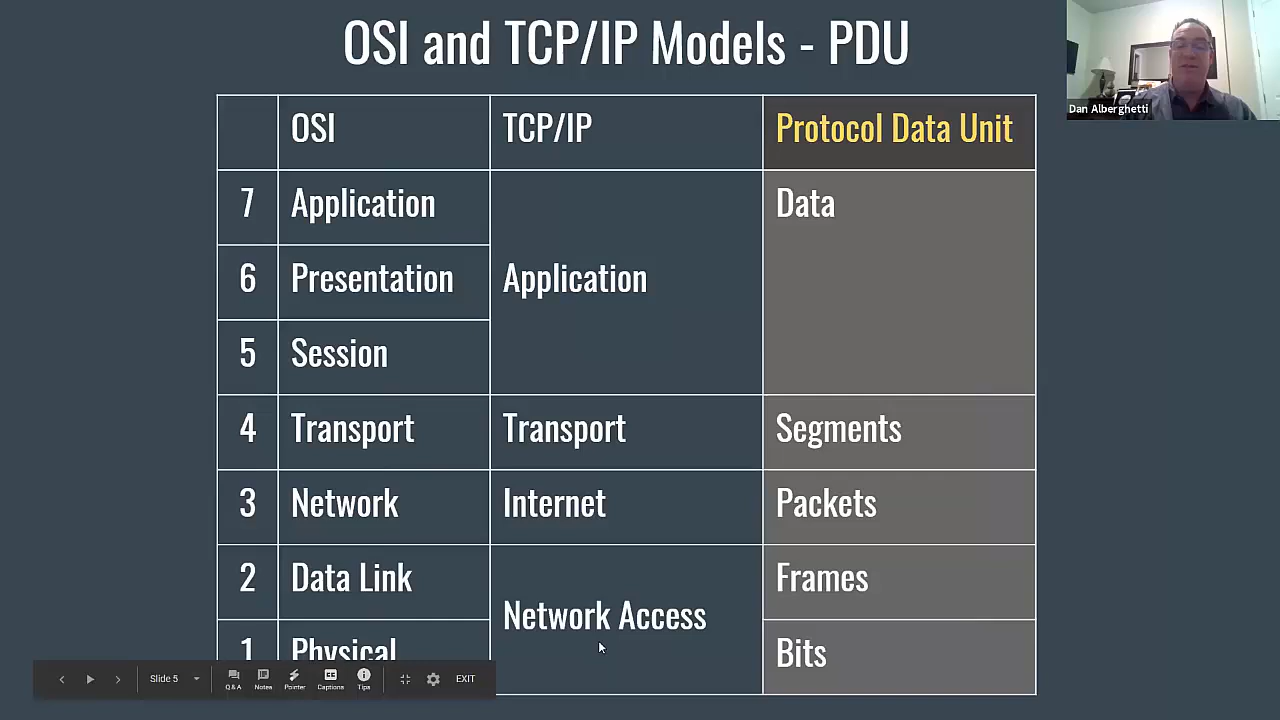 OSI and TCP/IP Models - PDU
Dan Alberghetti
OSI TCP/IP Protocol Data Unit
7 Application Data
6 Presentation Application
5 Session
4 Transport Transport Segments
3 Network Internet Packets
2 Data Link Frames
Network Access
1 Physical Bits
Slide 5 Q&A Notes Pointer Captions Tips EXIT